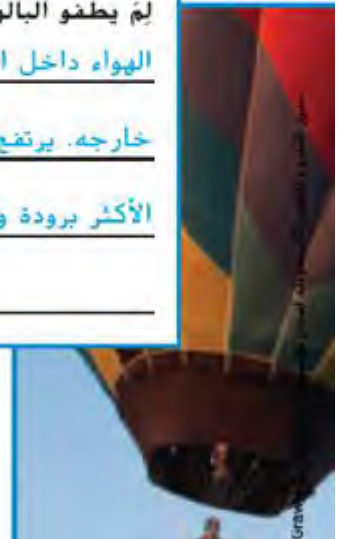 لِمَ يطفو البالو
الهواء داخل ا
خارجه. يرتفع
الأكثر برودة و